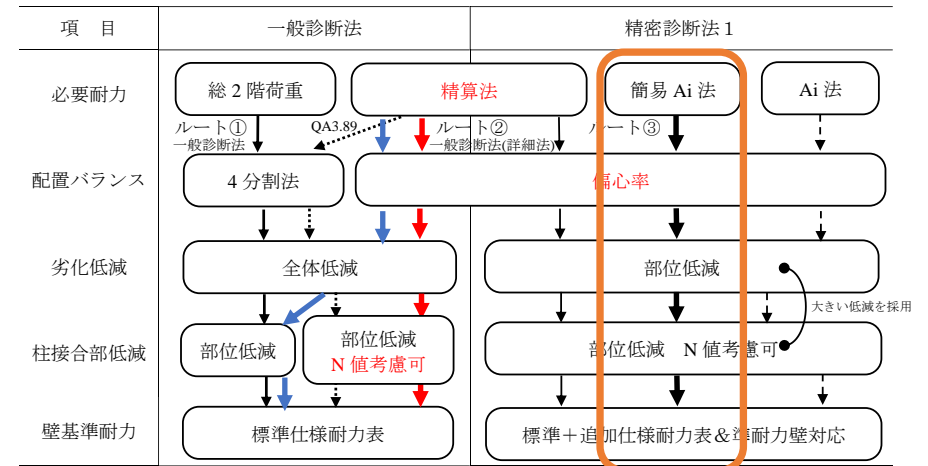 項 目 一般診断法 精密診断法１
必要耐力 総２階荷重 精算法 簡易 Ai 法 Ai 法
ルート① QA3.89 ルート② ルート③
一般診断法 一般診断法(詳細法)
配置バランス ４分割法 偏心率
劣化低減 全体低減 部位低減
大きい低減を採用
柱接合部低減 部位低減 部位低減 N 値考慮可 部位低減 N 値考慮可
壁基準耐力 標準仕様耐力表 標準＋追加仕様耐力表＆準耐力壁対応